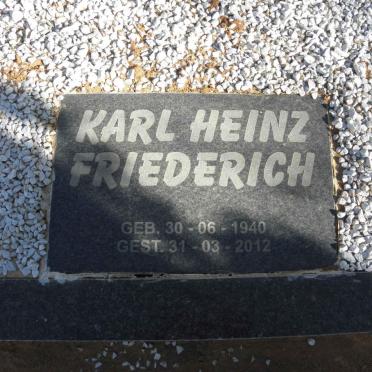 KARL HEINZ
FRIEDERICH
GEB. 30 - 06 - 1940
GEST. 31 - 03 - 2012